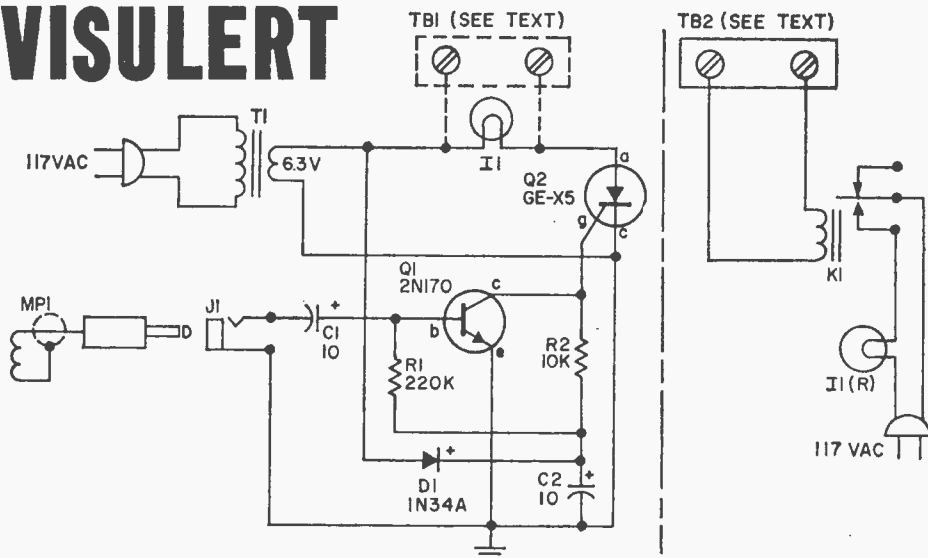 VISULERT
TB1 (SEE TEXT)
TB2 (SEE TEXT)
T1
117VAC
6.3V
I1
a
Q2
GE-X5
g
c
K1
Q1
2N170
c
b
e
MP1
D
J1
+
C1
10
R1
220K
R2
10K
I1(R)
+
D1
1N34A
+
C2
10
117 VAC